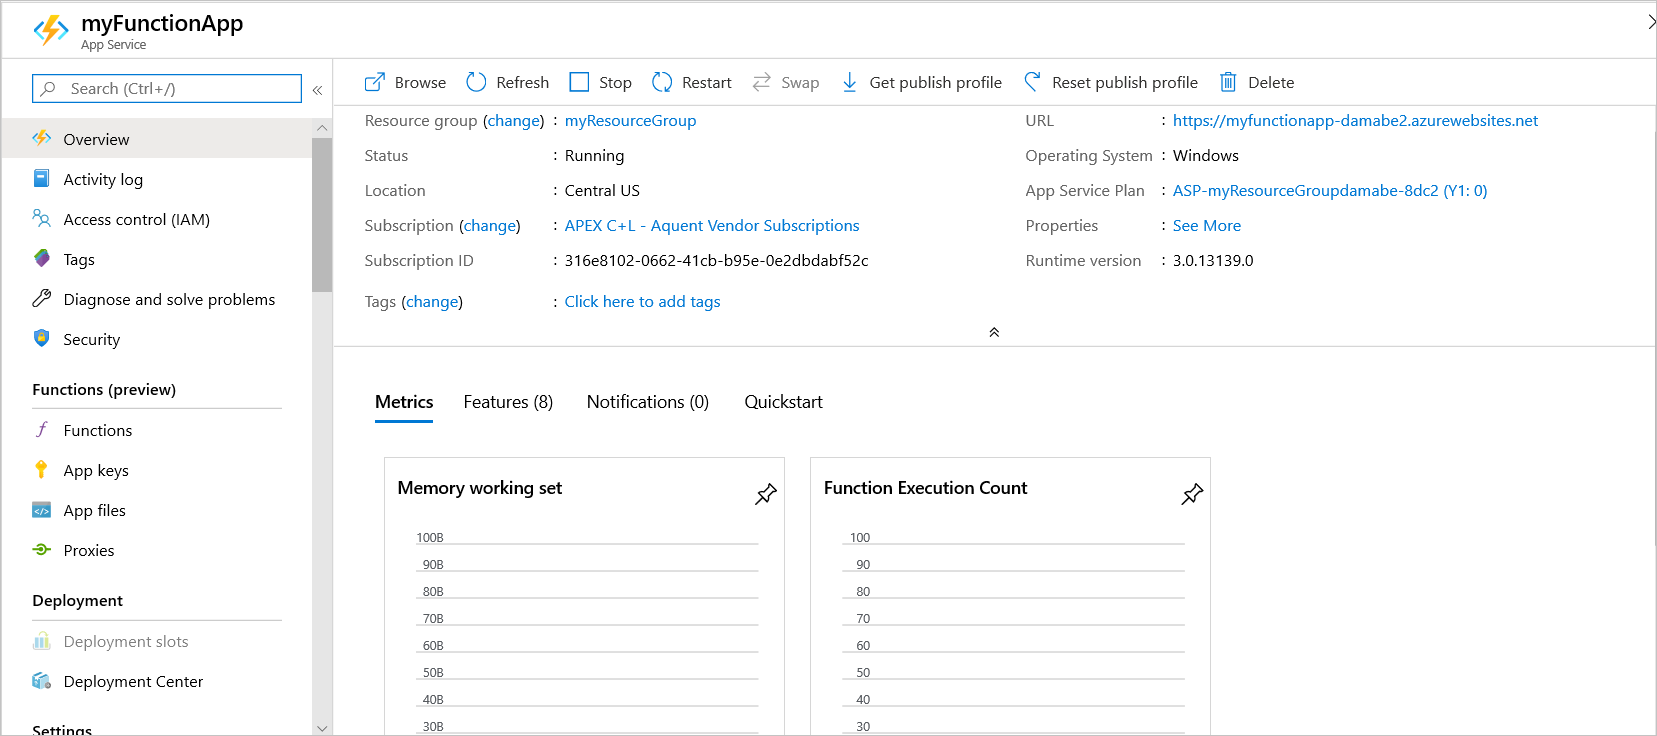 myFunctionApp
App Service
Search (Ctrl+/)
Overview
Activity log
Access control (IAM)
Tags
Diagnose and solve problems
Security
Functions (preview)
Functions
App keys
App files
Proxies
Deployment
Deployment slots
Deployment Center
Settings
Browse Refresh Stop Restart Swap Get publish profile Reset publish profile Delete
Resource group (change) : myResourceGroup
Status : Running
Location : Central US
Subscription (change) : APEX C+L - Aquent Vendor Subscriptions
Subscription ID : 316e8102-0662-41cb-b95e-0e2dbdabf52c
Tags (change) : Click here to add tags
URL : https://myfunctionapp-damabe2.azurewebsites.net
Operating System : Windows
App Service Plan : ASP-myResourceGroupdamabe-8dc2 (Y1: 0)
Properties : See More
Runtime version : 3.0.13139.0
Metrics Features (8) Notifications (0) Quickstart
Memory working set
100B
90B
80B
70B
60B
50B
40B
30B
Function Execution Count
100
90
80
70
60
50
40
30